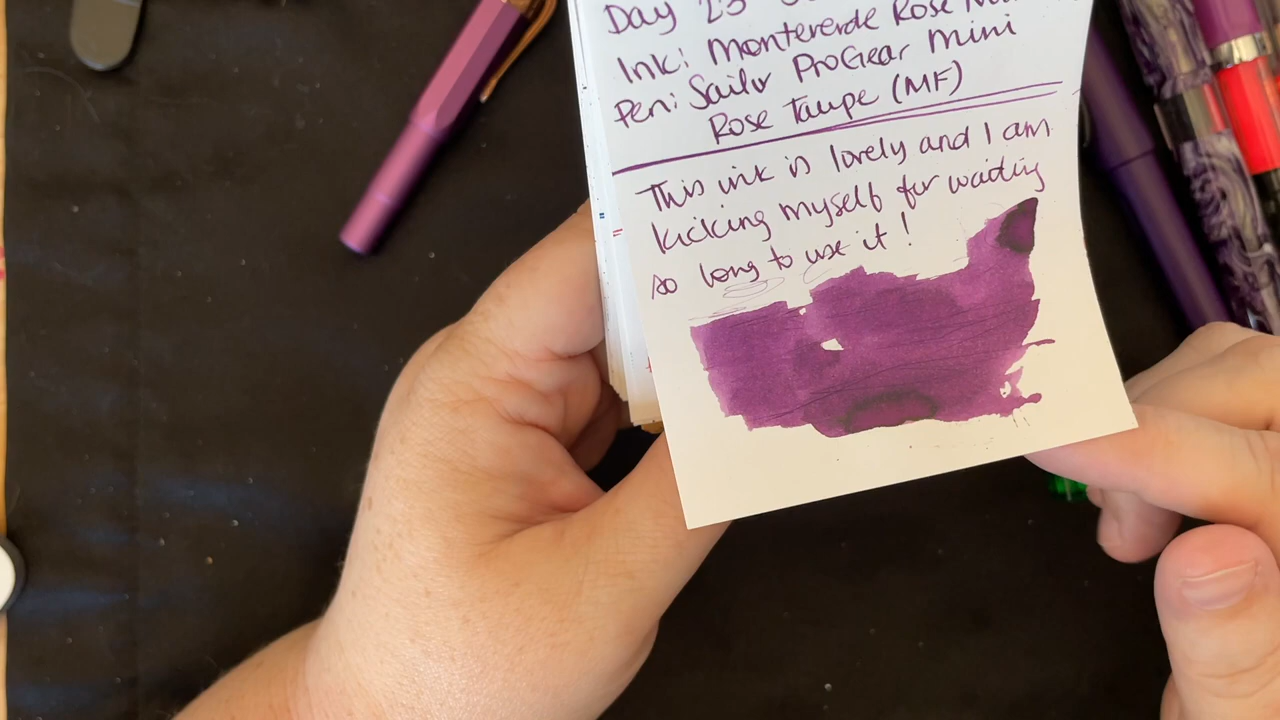 Day 23
Ink: Monteverde Rose
Pen: Sailor ProGear Mini
Rose Taupe (MF)
This ink is lovely and I am
kicking myself for waiting
so long to use it!